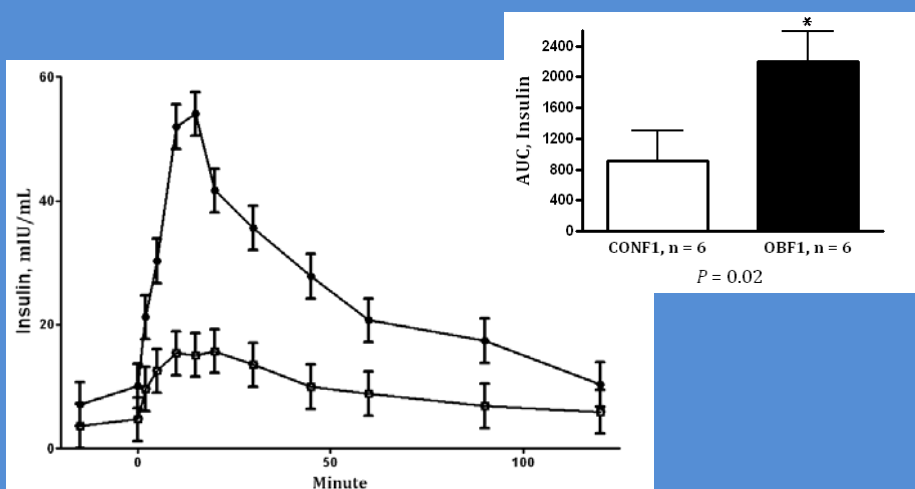 60
40
20
0
Insulin, mIU/mL
0 50 100
Minute
*
2400
2000
1600
1200
800
400
0
AUC, Insulin
CONF1, n = 6 OBF1, n = 6
P = 0.02